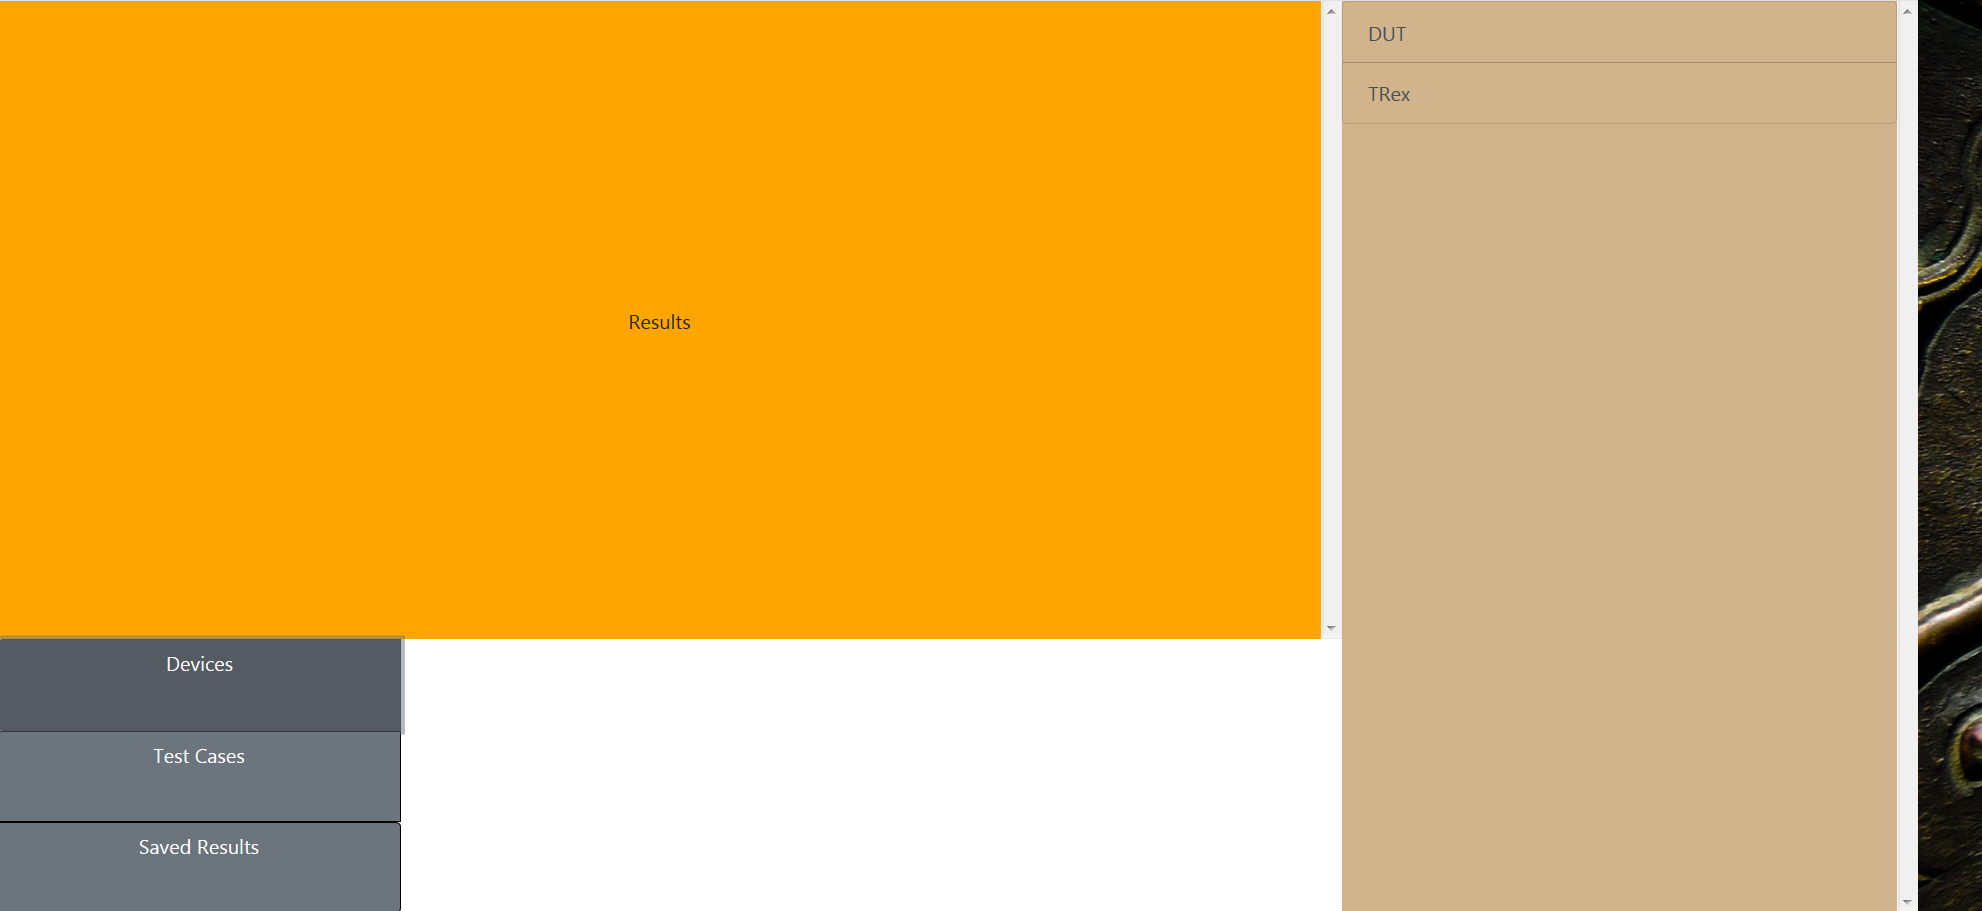 Results
DUT
TRex
Devices
Test Cases
Saved Results